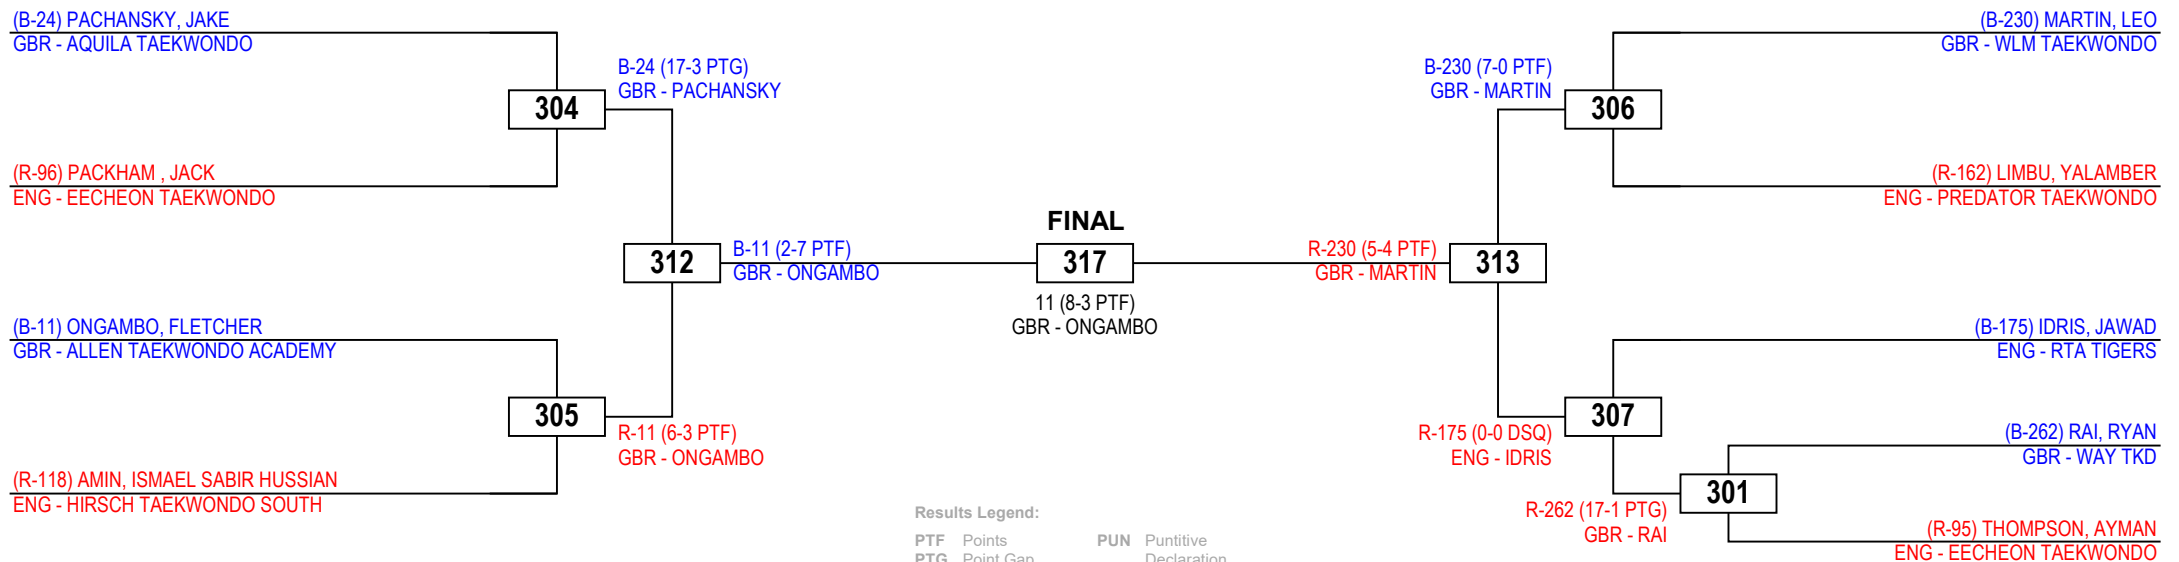 (B-24) PACHANSKY, JAKE
GBR - AQUILA TAEKWONDO
B-24 (17-3 PTG)
GBR - PACHANSKY
304
(R-96) PACKHAM , JACK
ENG - EECHEON TAEKWONDO
312
B-11 (2-7 PTF)
GBR - ONGAMBO
(B-11) ONGAMBO, FLETCHER
GBR - ALLEN TAEKWONDO ACADEMY
305
R-11 (6-3 PTF)
GBR - ONGAMBO
(R-118) AMIN, ISMAEL SABIR HUSSIAN
ENG - HIRSCH TAEKWONDO SOUTH
FINAL
317
11 (8-3 PTF)
GBR - ONGAMBO
(B-230) MARTIN, LEO
GBR - WLM TAEKWONDO
B-230 (7-0 PTF)
GBR - MARTIN
306
(R-162) LIMBU, YALAMBER
ENG - PREDATOR TAEKWONDO
R-230 (5-4 PTF)
GBR - MARTIN
313
(B-175) IDRIS, JAWAD
ENG - RTA TIGERS
307
R-175 (0-0 DSQ)
ENG - IDRIS
(B-262) RAI, RYAN
GBR - WAY TKD
301
R-262 (17-1 PTG)
GBR - RAI
(R-95) THOMPSON, AYMAN
ENG - EECHEON TAEKWONDO
Results Legend:
PTF Points
PUN Puntitive
PTG Point Gap
Declaration